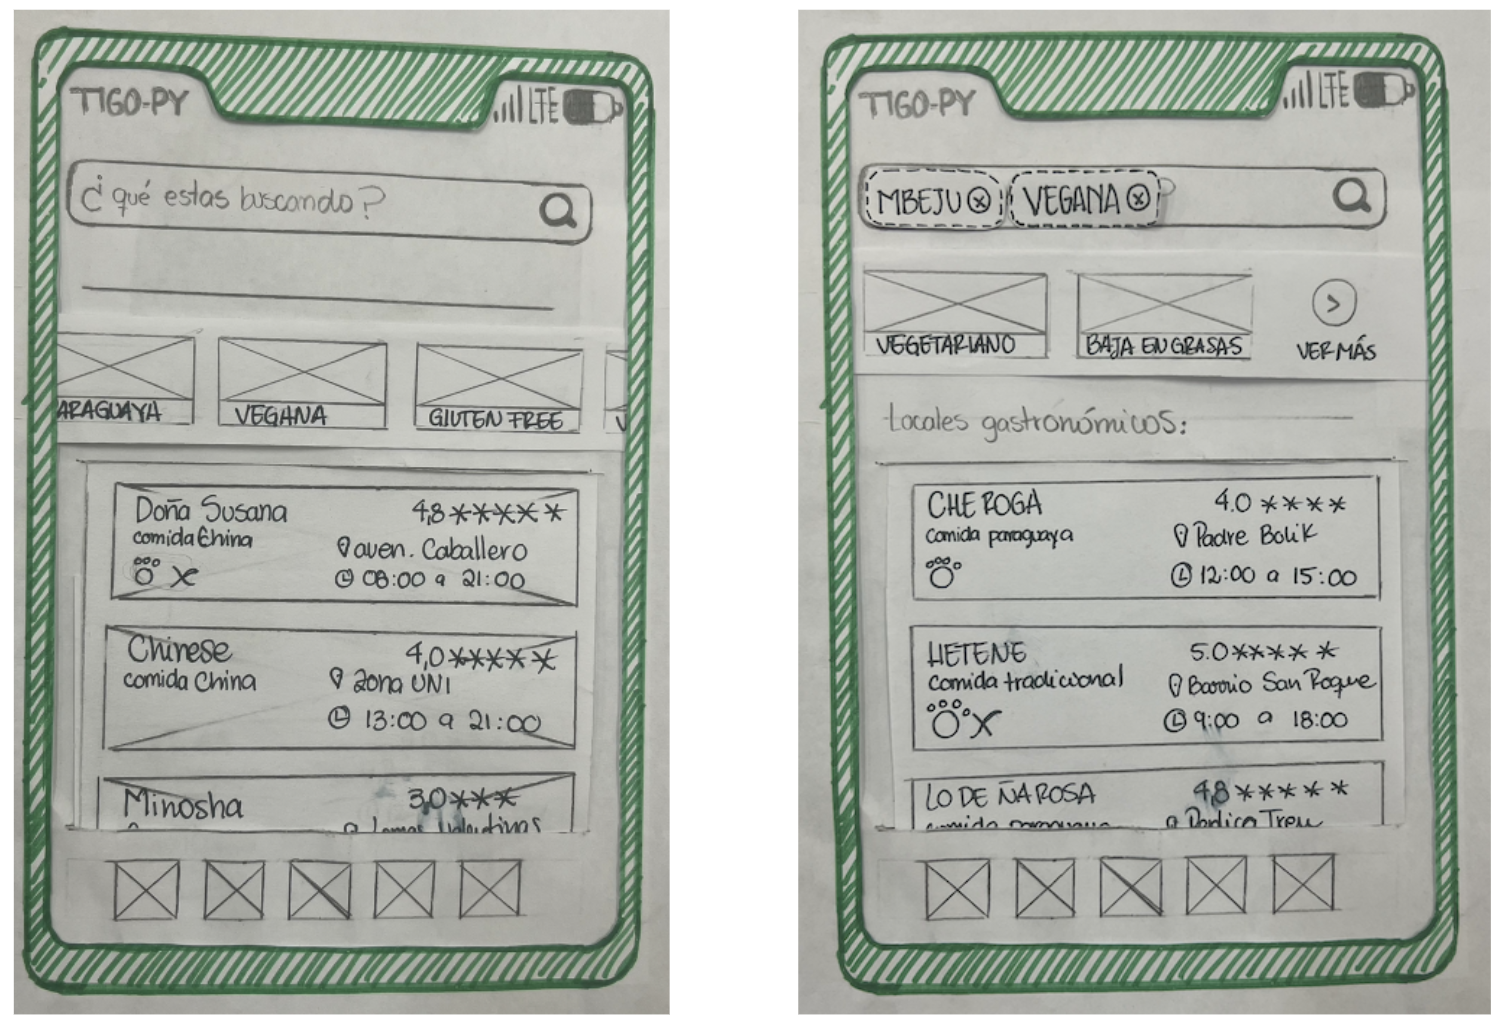 TIGO-PY
LTE
¿qué estas buscando?
ARAGUAYA
VEGANA
GLUTEN FREE
V
Doña Susana
4,8 *****
comida China
aven. Caballero
X
08:00 a 21:00
Chinese
4,0 *****
comida China
zona UNI
13:00 a 21:00
Minosha
3.0 ***
Lomas Valentinas
TIGO-PY
LTE
MBEJU ⓧ
VEGANA ⓧ
VEGETARIANO
BAJA EN GRASAS
>
VER MÁS
Locales gastronómicos:
CHE ROGA
4.0 ****
comida paraguaya
Padre Bolik
12:00 a 15:00
HETENE
5.0 *****
comida tradicional
Barrio San Roque
X
9:00 a 18:00
LO DE ÑA ROSA
4,8 *****
comida paraguaya